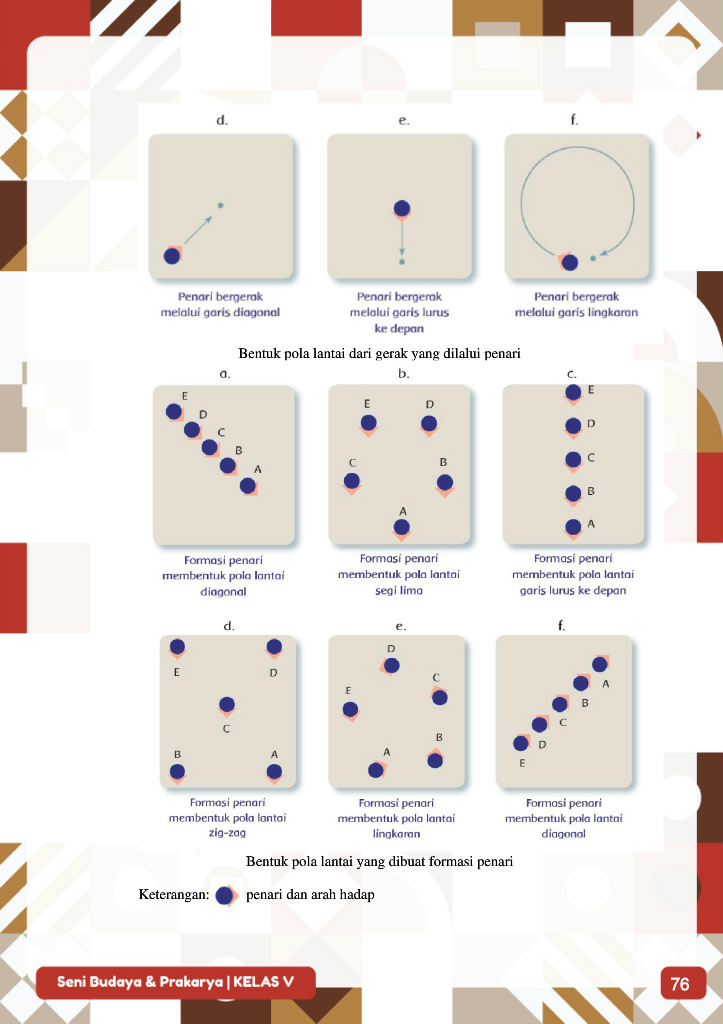 d.
e.
f.
Penari bergerak
melalui garis diagonal
Penari bergerak
melalui garis lurus
ke depan
Penari bergerak
melalui garis lingkaran
Bentuk pola lantai dari gerak yang dilalui penari
a.
b.
c.
E
D
C
B
A
E
D
C
B
A
E
D
C
B
A
Formasi penari
membentuk pola lantai
diagonal
Formasi penari
membentuk pola lantai
segi lima
Formasi penari
membentuk pola lantai
garis lurus ke depan
d.
e.
f.
E
D
C
B
A
D
C
E
B
A
A
B
C
D
E
Formasi penari
membentuk pola lantai
zig-zag
Formasi penari
membentuk pola lantai
lingkaran
Formasi penari
membentuk pola lantai
diagonal
Bentuk pola lantai yang dibuat formasi penari
Keterangan: penari dan arah hadap
Seni Budaya & Prakarya | KELAS V
76